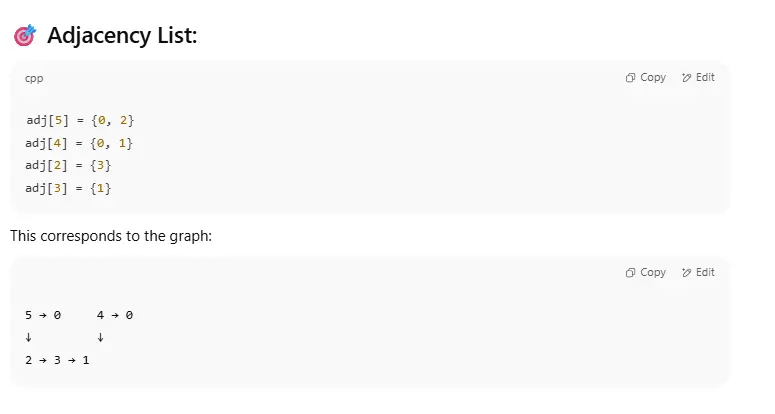 🎯 Adjacency List:
cpp
Copy
Edit
adj[5] = {0, 2}
adj[4] = {0, 1}
adj[2] = {3}
adj[3] = {1}
This corresponds to the graph:
Copy
Edit
5 → 0     4 → 0
↓         ↓
2 → 3 → 1